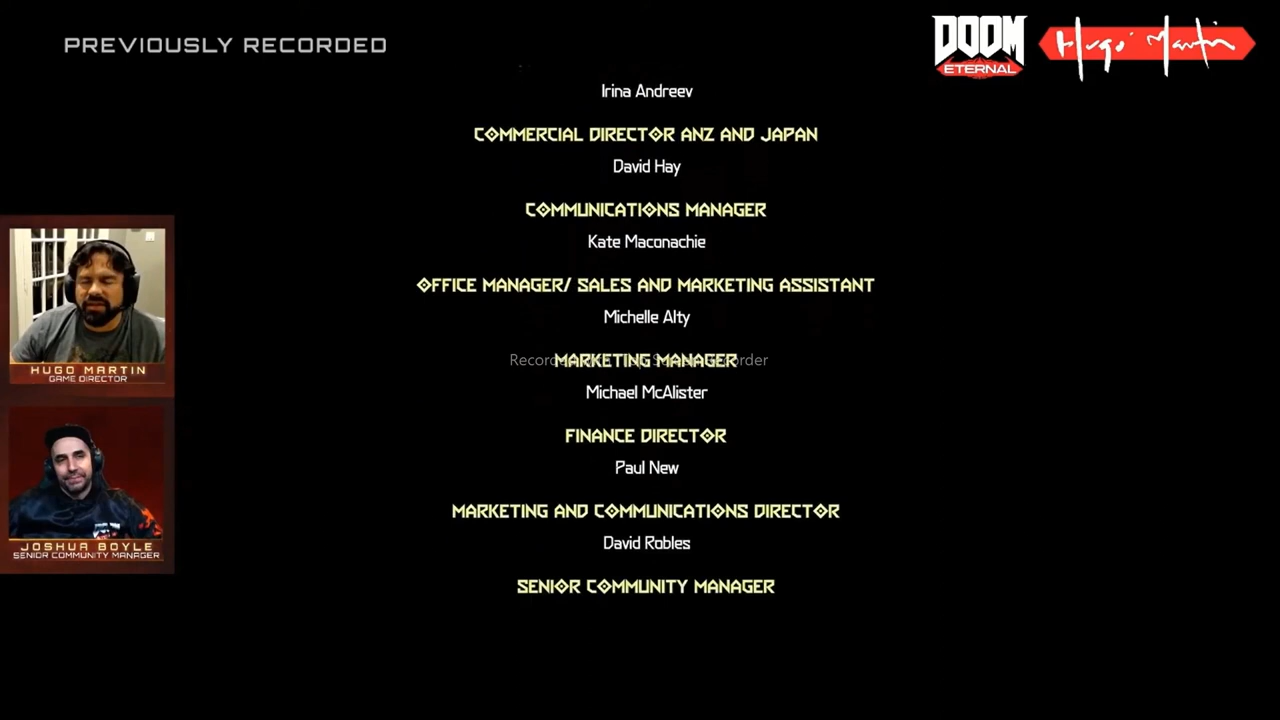 PREVIOUSLY RECORDED
DOOM
ETERNAL
Hugo Martin
Irina Andreev
COMMERCIAL DIRECTOR ANZ AND JAPAN
David Hay
COMMUNICATIONS MANAGER
Kate Maconachie
OFFICE MANAGER/ SALES AND MARKETING ASSISTANT
Michelle Alty
MARKETING MANAGER
Michael McAlister
FINANCE DIRECTOR
Paul New
MARKETING AND COMMUNICATIONS DIRECTOR
David Robles
SENIOR COMMUNITY MANAGER
HUGO MARTIN
GAME DIRECTOR
JOSHUA BOYLE
SENIOR COMMUNITY MANAGER